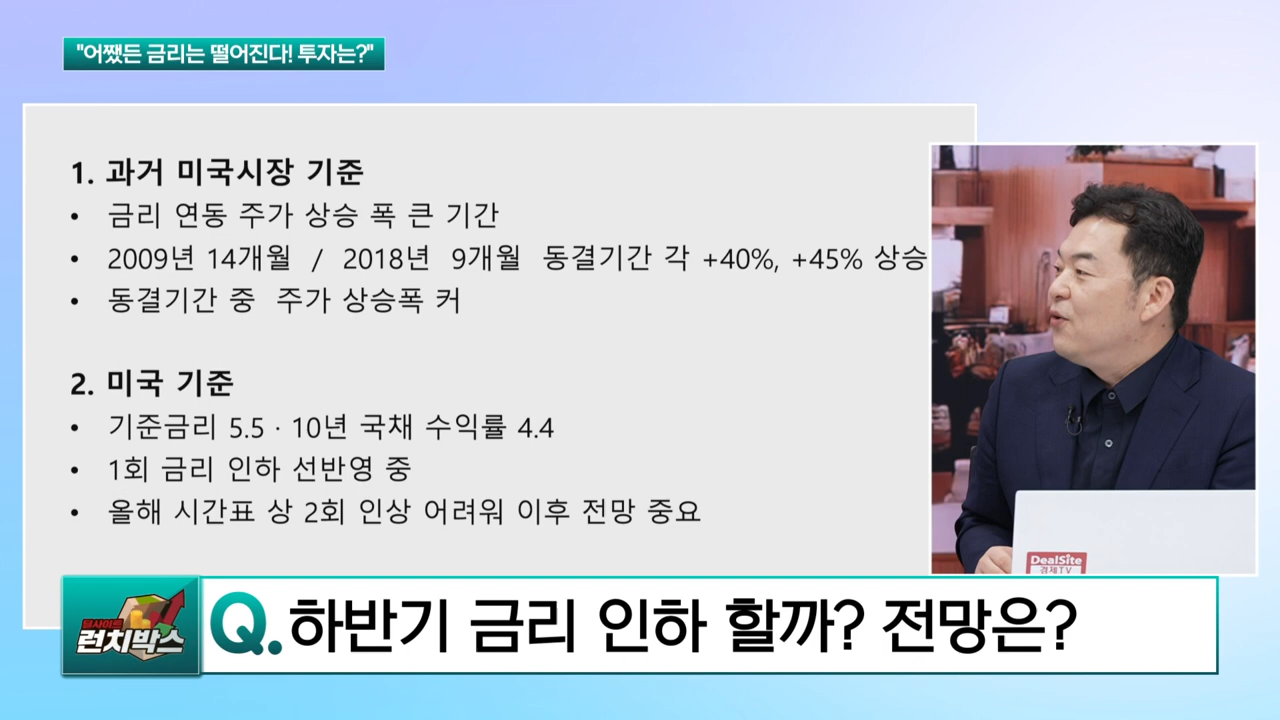 "어쨌든 금리는 떨어진다! 투자는?"
1. 과거 미국시장 기준
• 금리 연동 주가 상승 폭 큰 기간
• 2009년 14개월 / 2018년 9개월 동결기간 각 +40%, +45% 상승
• 동결기간 중 주가 상승폭 커
2. 미국 기준
• 기준금리 5.5 · 10년 국채 수익률 4.4
• 1회 금리 인하 선반영 중
• 올해 시간표 상 2회 인상 어려워 이후 전망 중요
DealSite
경제TV
딜사이트
런치박스
Q. 하반기 금리 인하 할까? 전망은?